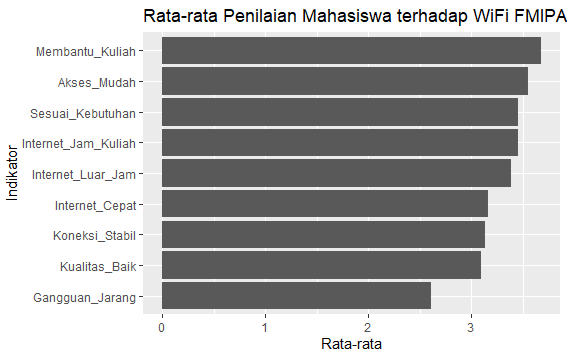 Rata-rata Penilaian Mahasiswa terhadap WiFi FMIPA
Indikator
Membantu_Kuliah
Akses_Mudah
Sesuai_Kebutuhan
Internet_Jam_Kuliah
Internet_Luar_Jam
Internet_Cepat
Koneksi_Stabil
Kualitas_Baik
Gangguan_Jarang
0 1 2 3
Rata-rata